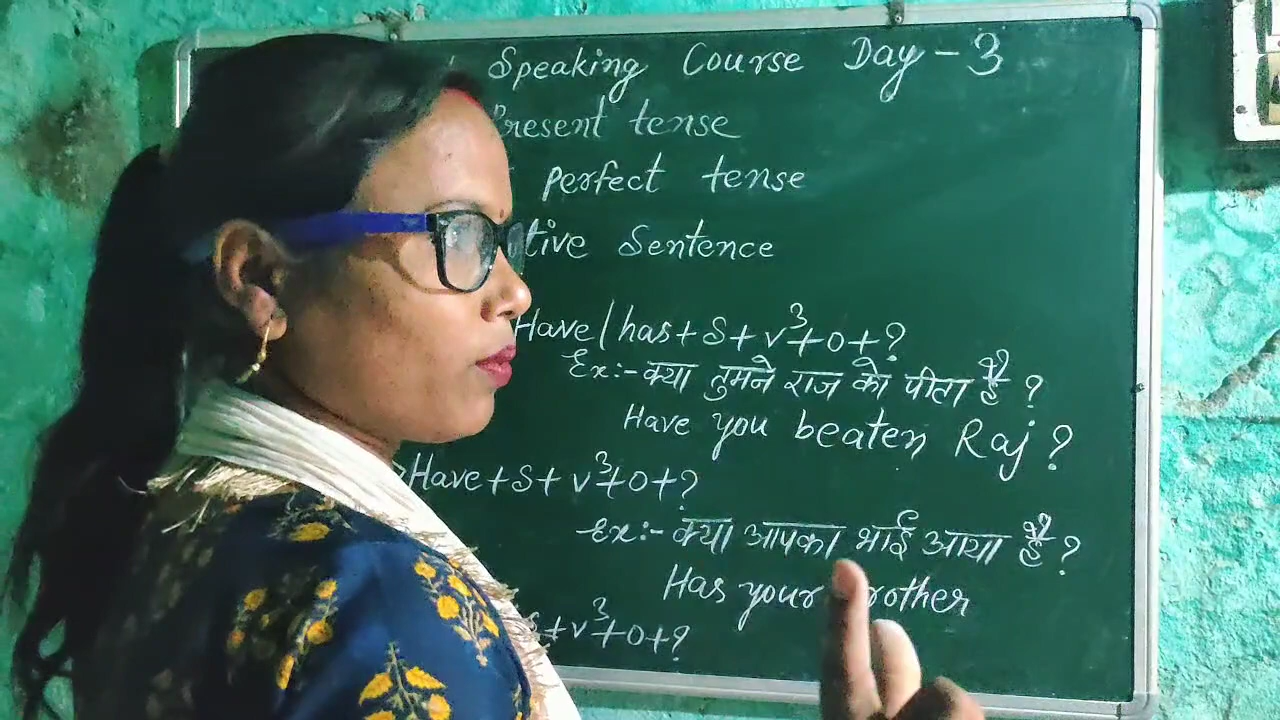 Speaking Course Day - 3
Present tense
perfect tense
tive Sentence
Have / has + S + v³ + o + ?
Ex:- क्या तुमने राज को पीता है ?
Have you beaten Raj ?
Have + S + v³ + o + ?
Ex:- क्या आपका भाई आया है ?
Has your rother
S + v³ + o + ?